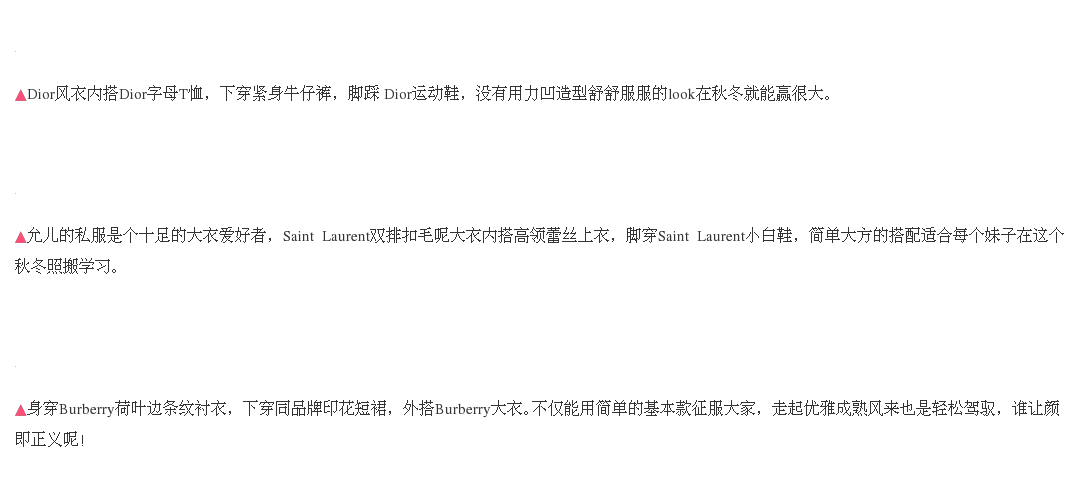 ▲Dior风衣内搭Dior字母T恤，下穿紧身牛仔裤，脚踩 Dior运动鞋，没有用力凹造型舒舒服服的look在秋冬就能赢很大。
▲允儿的私服是个十足的大衣爱好者，Saint Laurent双排扣毛呢大衣内搭高领蕾丝上衣，脚穿Saint Laurent小白鞋，简单大方的搭配适合每个妹子在这个
秋冬照搬学习。
▲身穿Burberry荷叶边条纹衬衣，下穿同品牌印花短裙，外搭Burberry大衣。不仅能用简单的基本款征服大家，走起优雅成熟风来也是轻松驾驭，谁让颜
即正义呢！